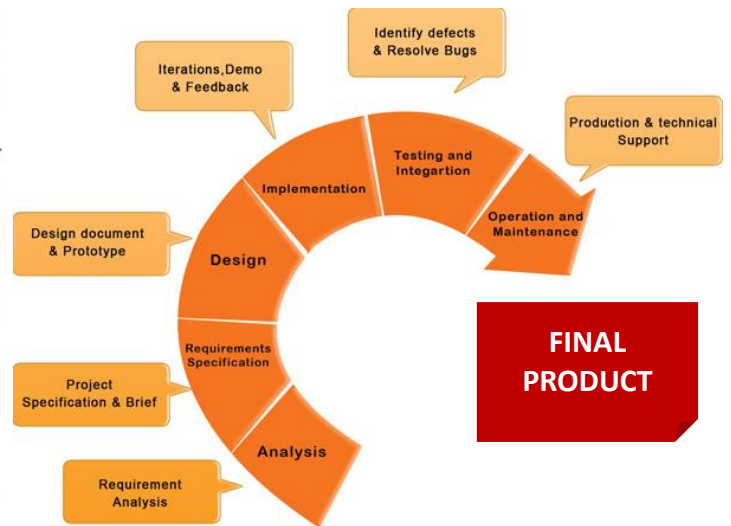 Identify defects
& Resolve Bugs
Iterations,Demo
& Feedback
Production & technical
Support
Testing and
Integartion
Implementation
Operation and
Maintenance
Design document
& Prototype
Design
Requirements
Specification
FINAL
PRODUCT
Project
Specification & Brief
Analysis
Requirement
Analysis